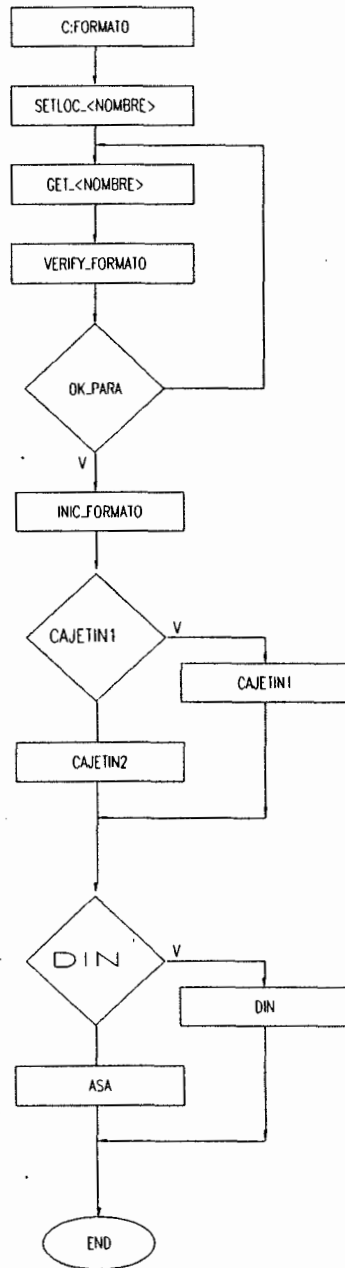 C:FORMATO
SETLOC_<NOMBRE>
GET_<NOMBRE>
VERIFY_FORMATO
OK_PARA
V
INIC_FORMATO
CAJETIN1
V
CAJETIN1
CAJETIN2
DIN
V
DIN
ASA
END